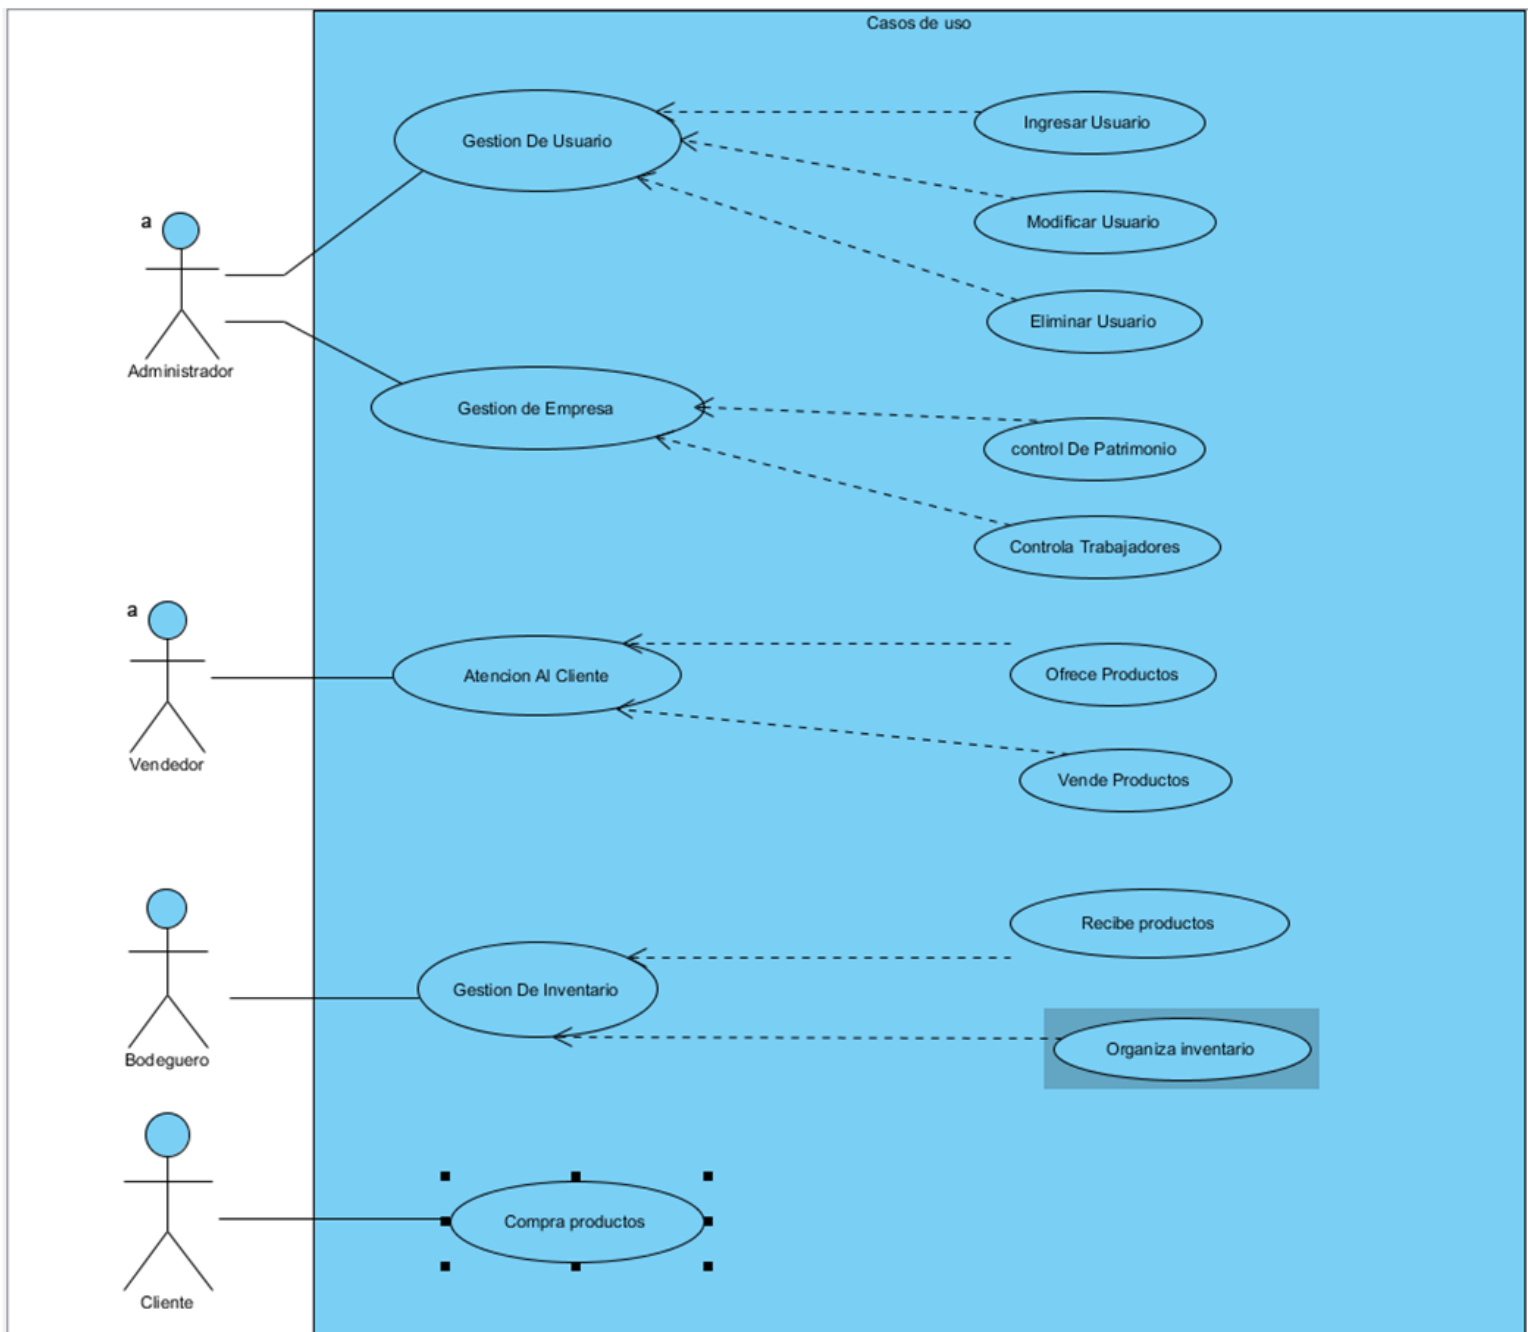 Casos de uso
Gestion De Usuario
Ingresar Usuario
Modificar Usuario
Eliminar Usuario
a
Administrador
Gestion de Empresa
control De Patrimonio
Controla Trabajadores
a
Vendedor
Atencion Al Cliente
Ofrece Productos
Vende Productos
Bodeguero
Gestion De Inventario
Recibe productos
Organiza inventario
Cliente
Compra productos